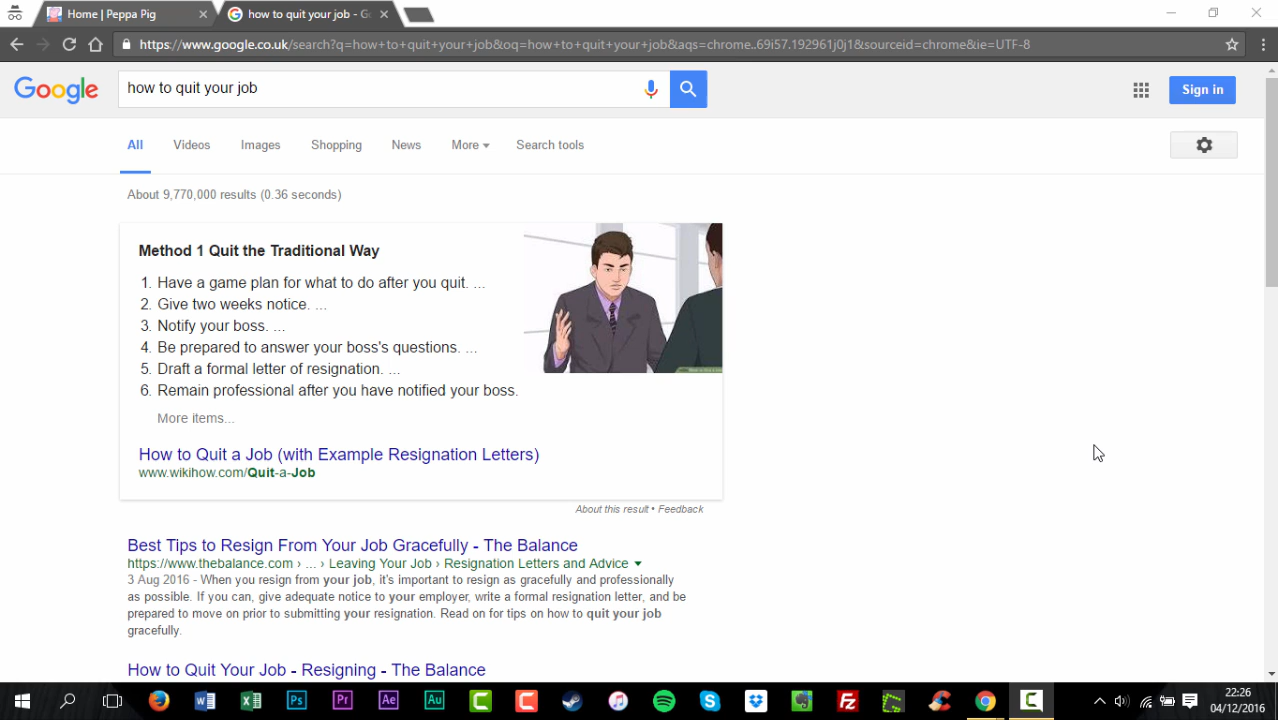 Home | Peppa Pig
how to quit your job - Go
https://www.google.co.uk/search?q=how+to+quit+your+job&oq=how+to+quit+your+job&aqs=chrome..69i57.192961j0j1&sourceid=chrome&ie=UTF-8
Google
how to quit your job
Sign in
All
Videos
Images
Shopping
News
More
Search tools
About 9,770,000 results (0.36 seconds)
Method 1 Quit the Traditional Way
1. Have a game plan for what to do after you quit. ...
2. Give two weeks notice. ...
3. Notify your boss. ...
4. Be prepared to answer your boss's questions. ...
5. Draft a formal letter of resignation. ...
6. Remain professional after you have notified your boss.
More items...
How to Quit a Job (with Example Resignation Letters)
www.wikihow.com/Quit-a-Job
About this result • Feedback
Best Tips to Resign From Your Job Gracefully - The Balance
https://www.thebalance.com › ... › Leaving Your Job › Resignation Letters and Advice
3 Aug 2016 - When you resign from your job, it's important to resign as gracefully and professionally
as possible. If you can, give adequate notice to your employer, write a formal resignation letter, and be
prepared to move on prior to submitting your resignation. Read on for tips on how to quit your job
gracefully.
How to Quit Your Job - Resigning - The Balance
Ps
Pr
Ae
Au
22:26
04/12/2016